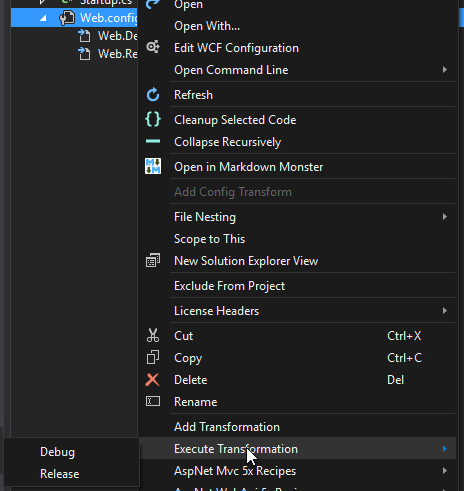 Startup.cs
Open
Web.config
Open With...
Web.De
Edit WCF Configuration
Web.Re
Open Command Line
Refresh
Cleanup Selected Code
Collapse Recursively
Open in Markdown Monster
Add Config Transform
File Nesting
Scope to This
New Solution Explorer View
Exclude From Project
License Headers
Cut Ctrl+X
Copy Ctrl+C
Delete Del
Rename
Add Transformation
Execute Transformation
Debug
Release
AspNet Mvc 5x Recipes